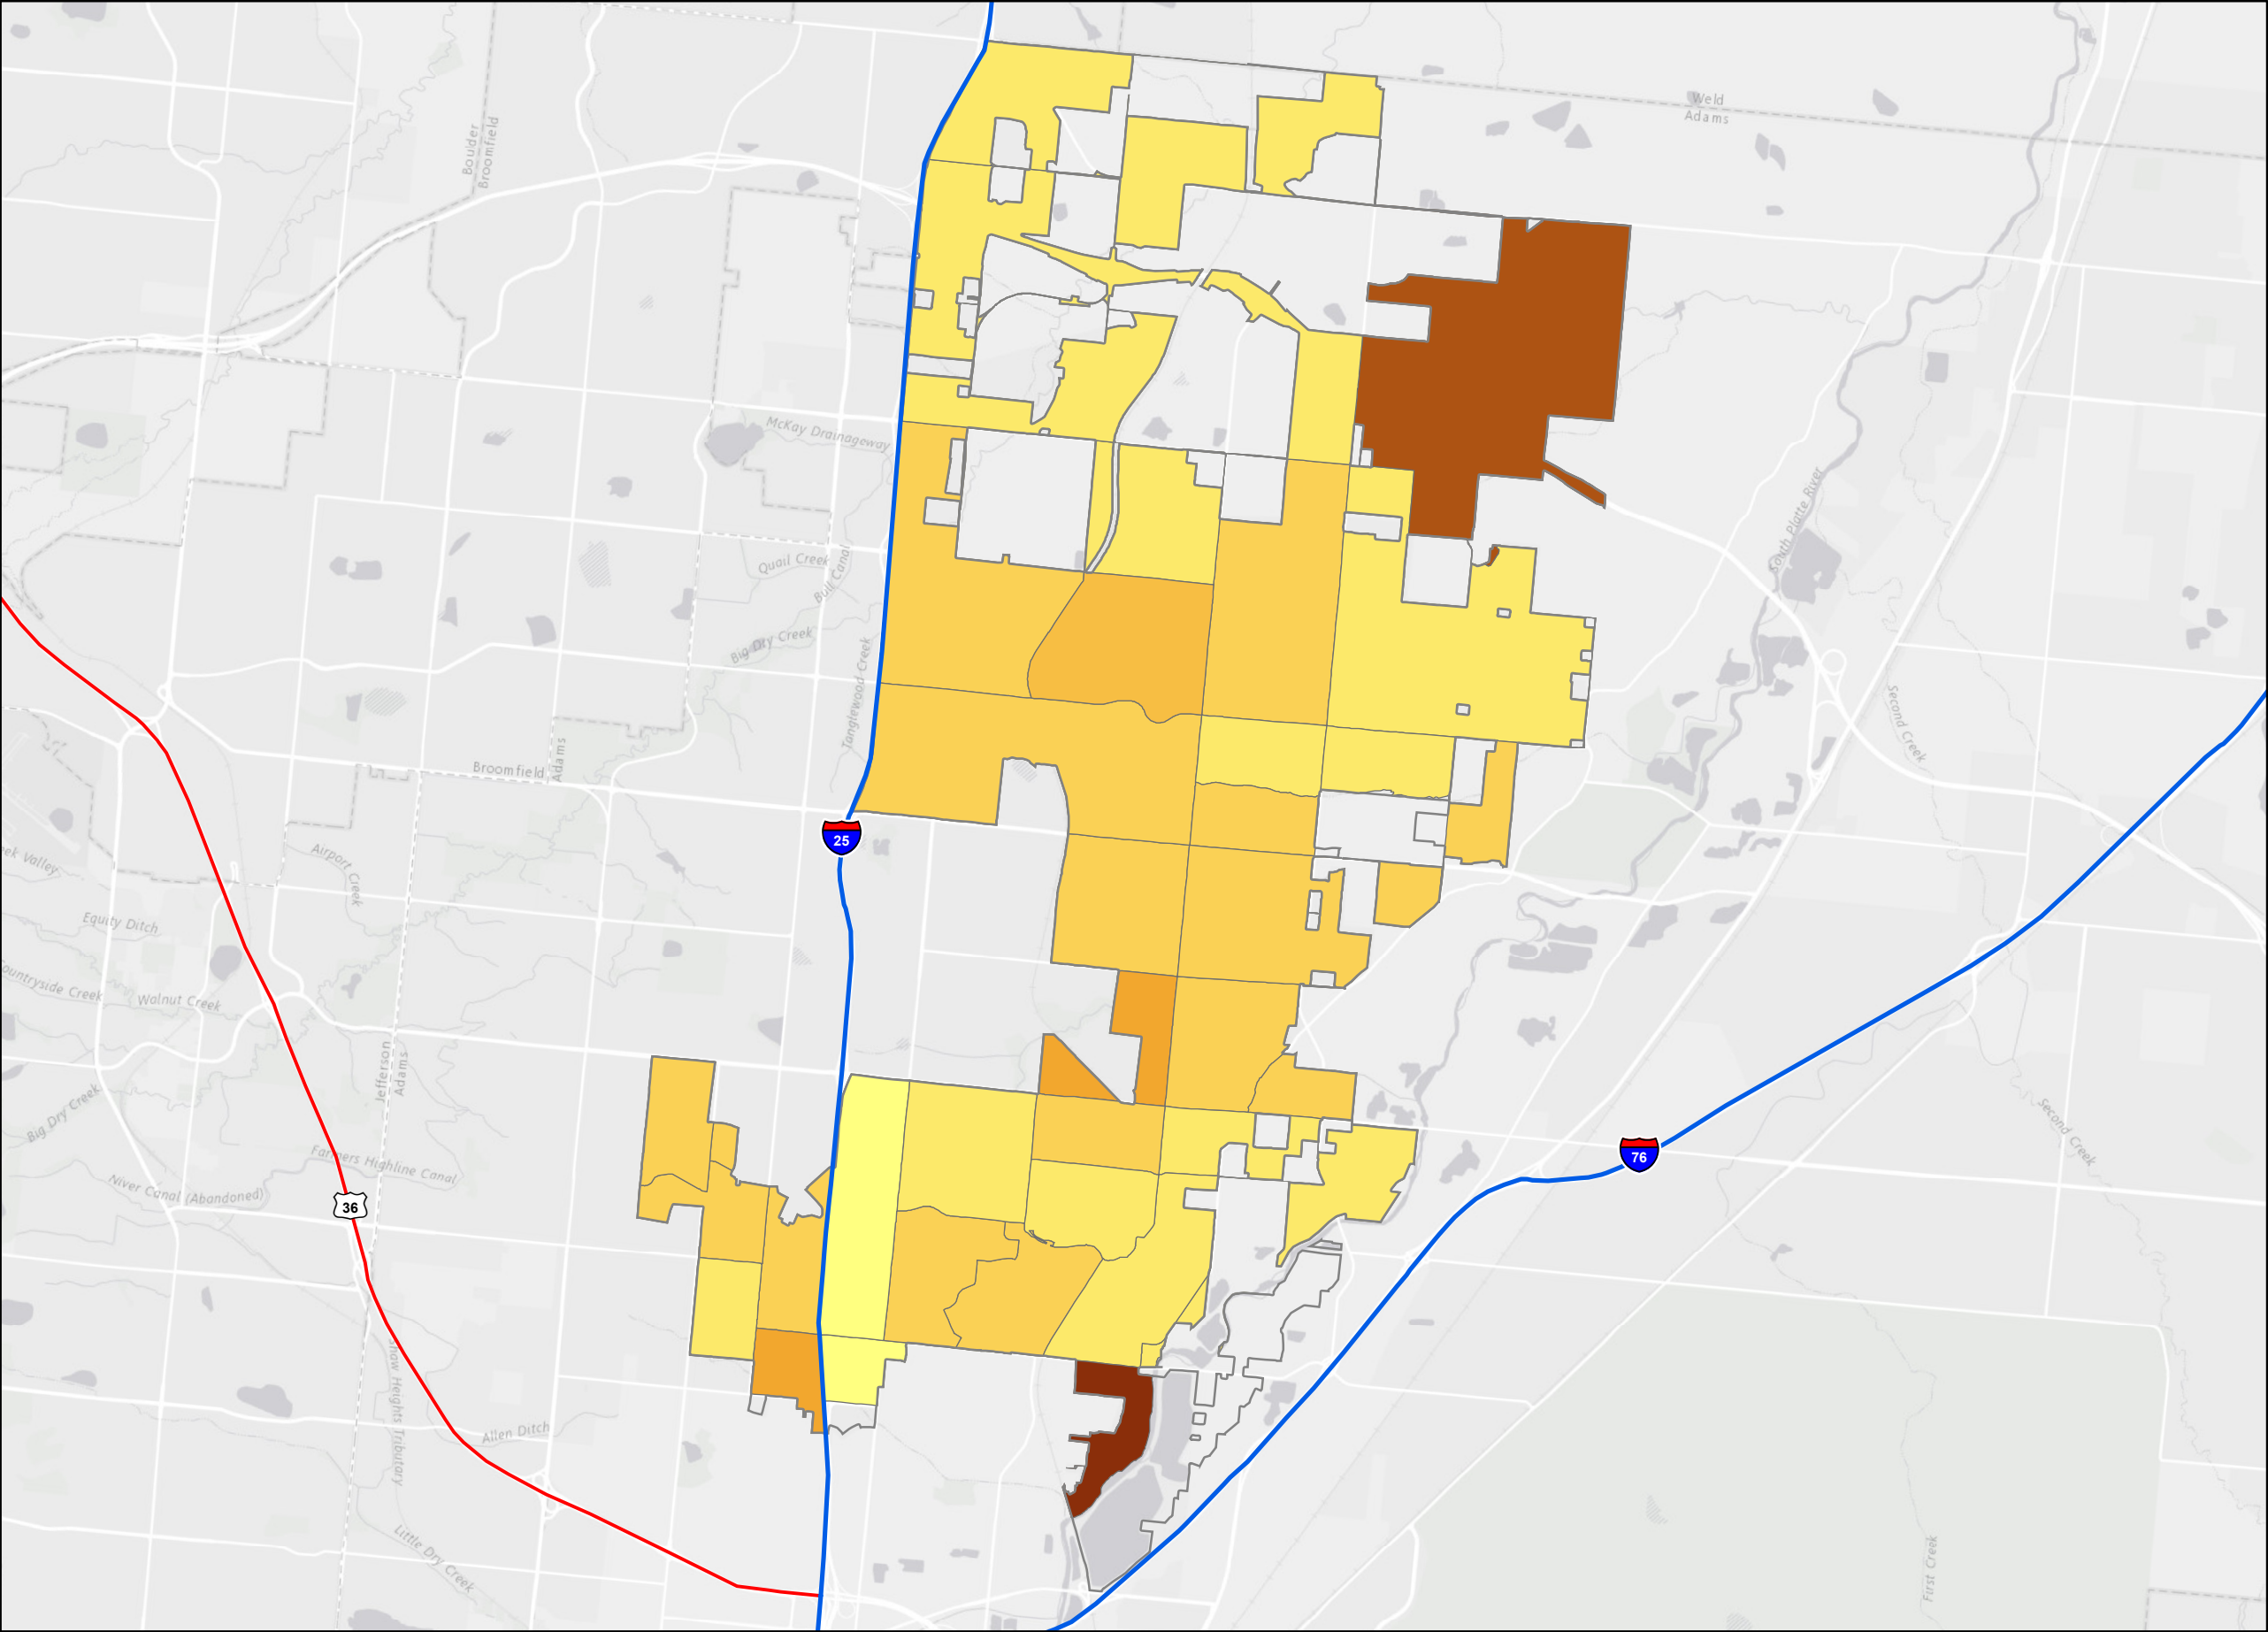 Weld
Adams
Boulder
Broomfield
McKay Drainageway
Quail Creek
Bull Canal
Big Dry Creek
Tanglewood Creek
South Platte River
Second Creek
Broomfield
Adams
25
Airport Creek
eek Valley
Equity Ditch
ountryside Creek
Walnut Creek
Jefferson
Adams
Big Dry Creek
Farmers Highline Canal
Niver Canal (Abandoned)
36
76
Second Creek
Shaw Heights Tributary
Allen Ditch
Little Dry Creek
First Creek